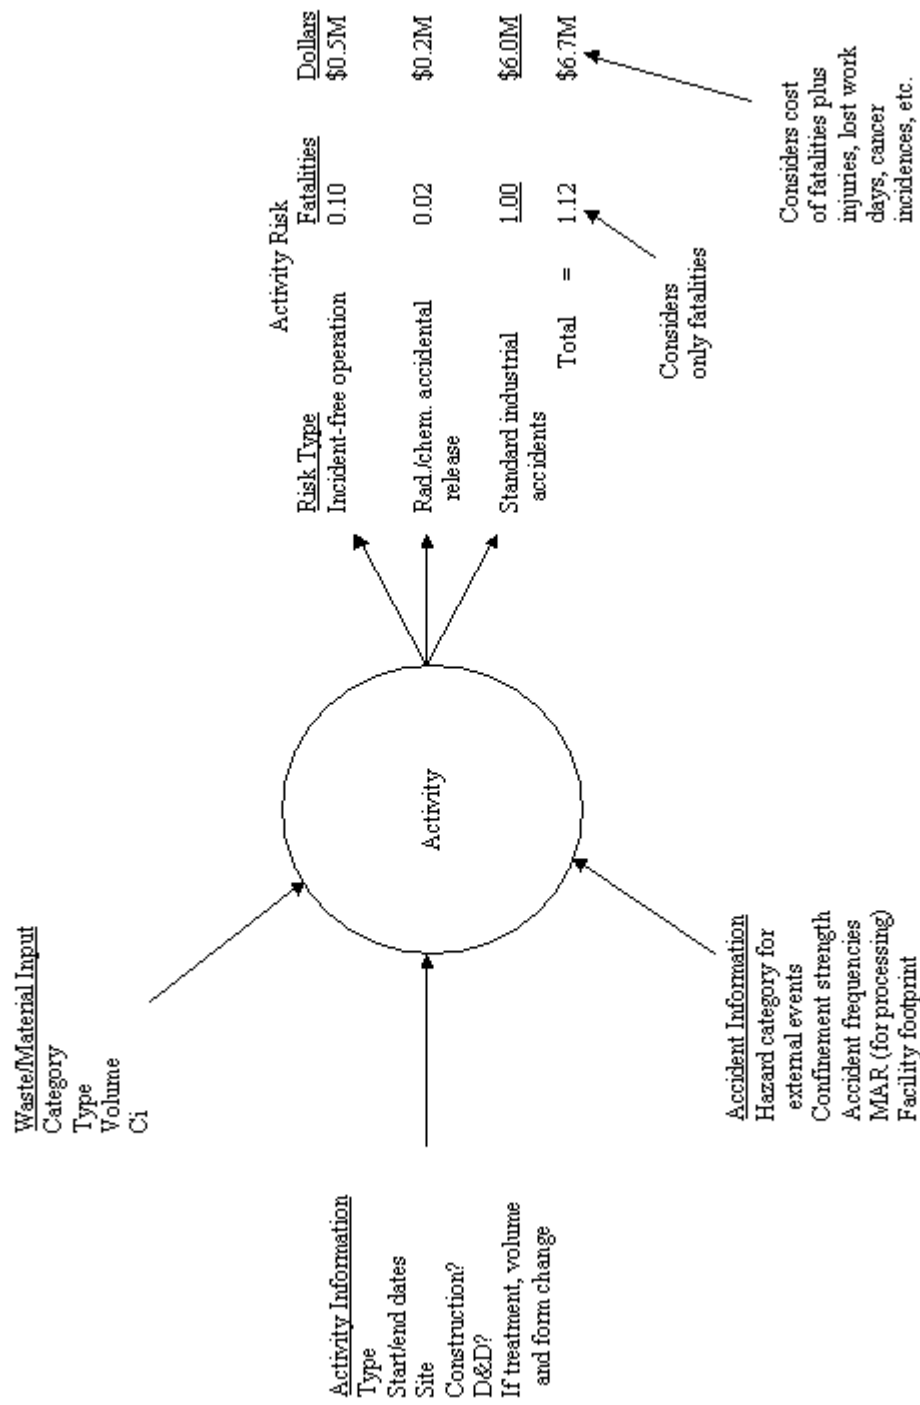 Waste/Material Input
Category
Type
Volume
Ci
Activity Information
Type
Start/end dates
Site
Construction?
D&D?
If treatment, volume
and form change
Accident Information
Hazard category for
external events
Confinement strength
Accident frequencies
MAR (for processing)
Facility footprint
Activity
Activity Risk
Risk Type Fatalities Dollars
Incident-free operation 0.10 $0.5M
Rad./chem. accidental 0.02 $0.2M
release
Standard industrial 1.00 $6.0M
accidents
Total = 1.12 $6.7M
Considers
only fatalities
Considers cost
of fatalities plus
injuries, lost work
days, cancer
incidences, etc.